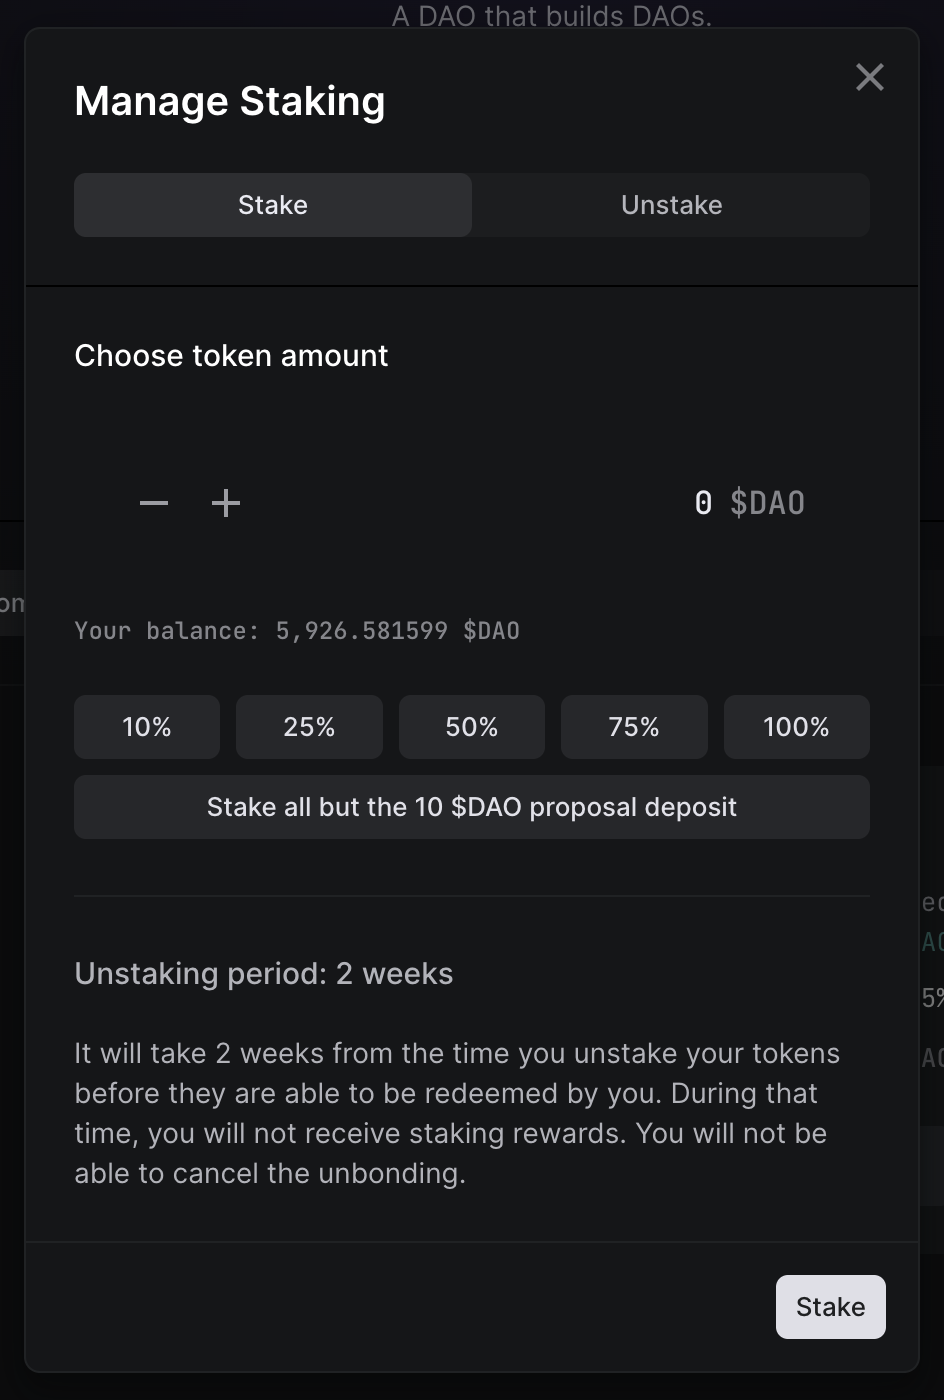 A DAO that builds DAOs.
Manage Staking
Stake
Unstake
Choose token amount
0 $DAO
Your balance: 5,926.581599 $DAO
10%
25%
50%
75%
100%
Stake all but the 10 $DAO proposal deposit
Unstaking period: 2 weeks
It will take 2 weeks from the time you unstake your tokens
before they are able to be redeemed by you. During that
time, you will not receive staking rewards. You will not be
able to cancel the unbonding.
Stake